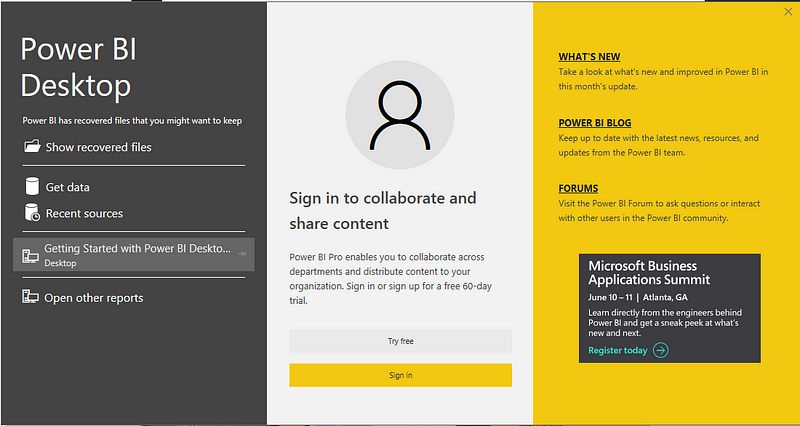 Power BI
Desktop
Power BI has recovered files that you might want to keep
Show recovered files
Get data
Recent sources
Getting Started with Power BI Deskto...
Desktop
Open other reports
Sign in to collaborate and
share content
Power BI Pro enables you to collaborate across
departments and distribute content to your
organization. Sign in or sign up for a free 60-day
trial.
Try free
Sign in
WHAT'S NEW
Take a look at what's new and improved in Power BI in
this month's update.
POWER BI BLOG
Keep up to date with the latest news, resources, and
updates from the Power BI team.
FORUMS
Visit the Power BI Forum to ask questions or interact
with other users in the Power BI community.
Microsoft Business
Applications Summit
June 10 – 11 | Atlanta, GA
Learn directly from the engineers behind
Power BI and get a sneak peek at what's
new and next.
Register today